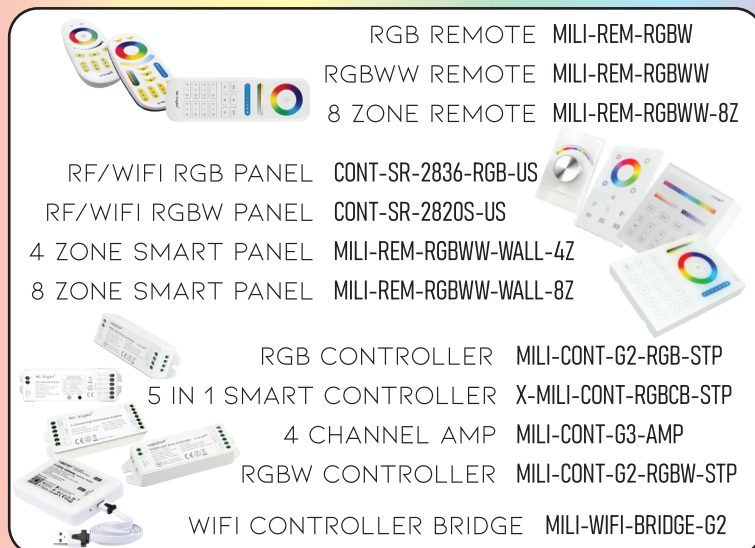 RGB REMOTE MILI-REM-RGBW
RGBWW REMOTE MILI-REM-RGBWW
8 ZONE REMOTE MILI-REM-RGBWW-8Z
RF/WIFI RGB PANEL CONT-SR-2836-RGB-US
RF/WIFI RGBW PANEL CONT-SR-2820S-US
4 ZONE SMART PANEL MILI-REM-RGBWW-WALL-4Z
8 ZONE SMART PANEL MILI-REM-RGBWW-WALL-8Z
RGB CONTROLLER MILI-CONT-G2-RGB-STP
5 IN 1 SMART CONTROLLER X-MILI-CONT-RGBCB-STP
4 CHANNEL AMP MILI-CONT-G3-AMP
RGBW CONTROLLER MILI-CONT-G2-RGBW-STP
WIFI CONTROLLER BRIDGE MILI-WIFI-BRIDGE-G2
Mi·Light